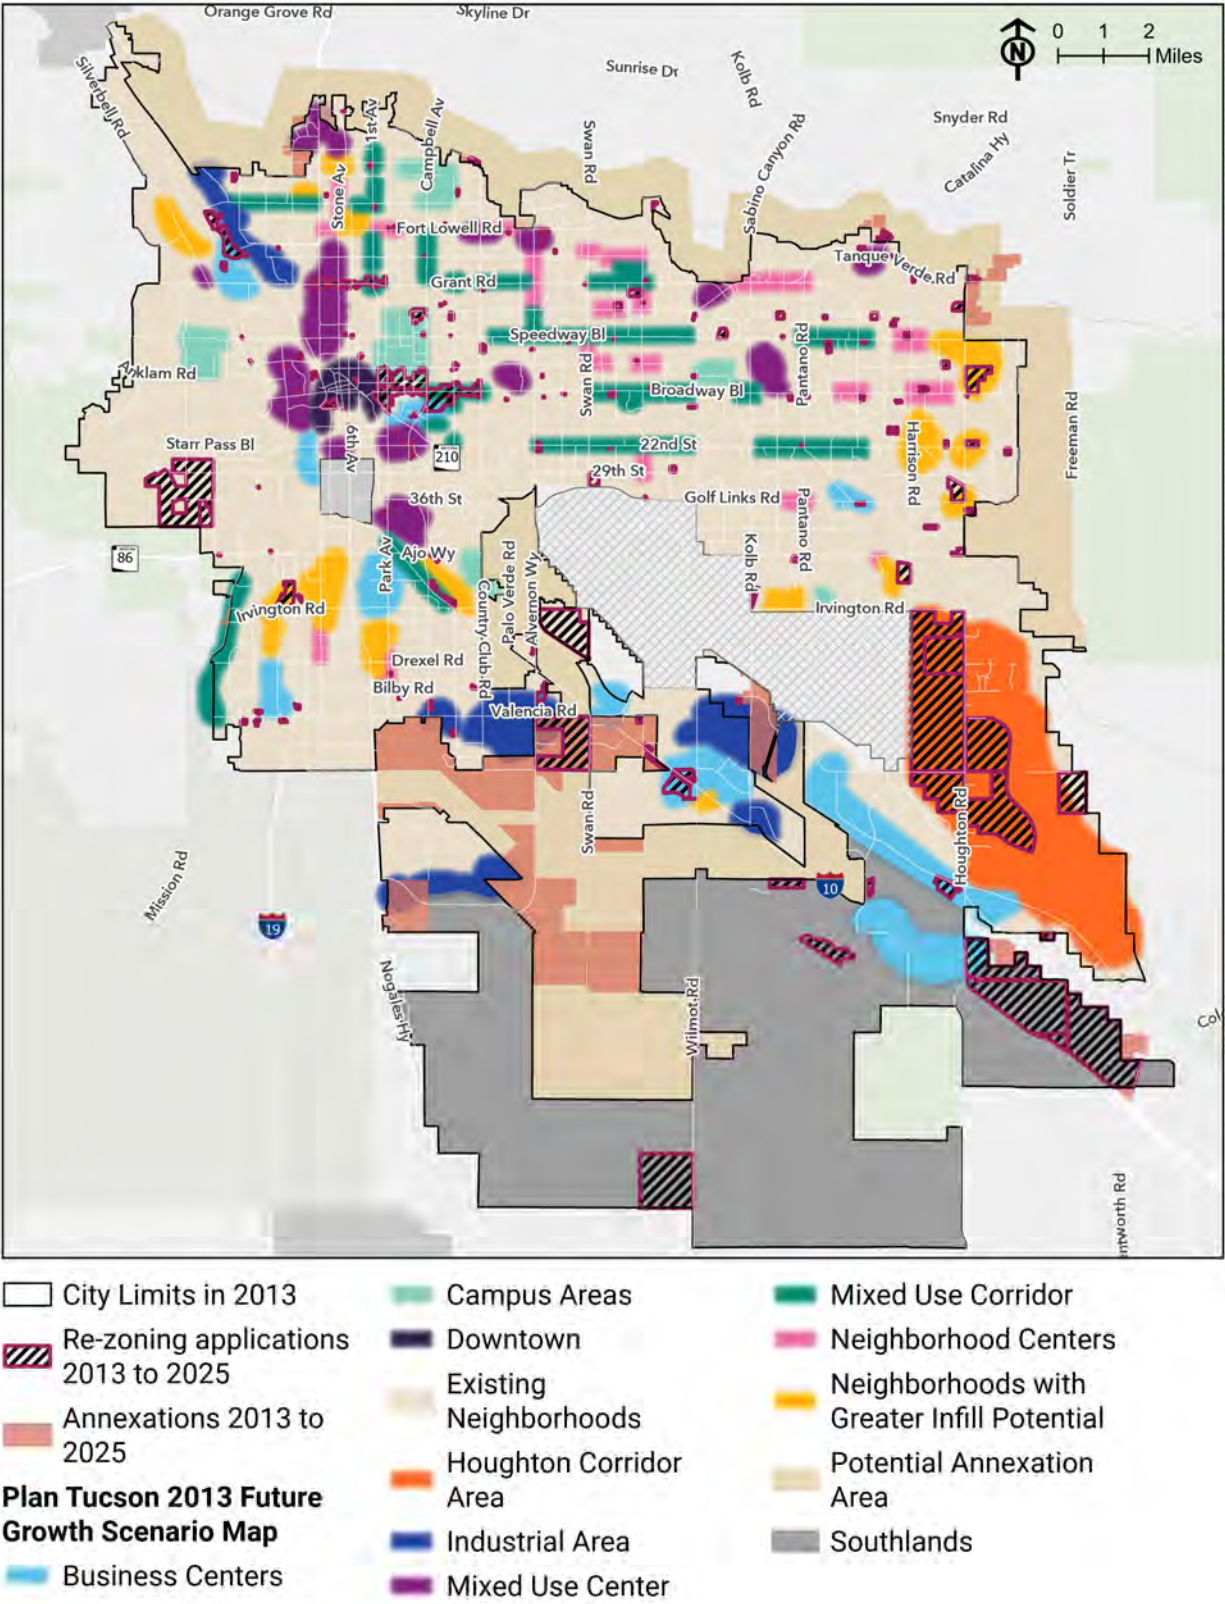 Orange Grove Rd
Skyline Dr
0 1 2
Miles
N
Sunrise Dr
Kolb Rd
Silverbell Rd
1st Av
Campbell Av
Swan Rd
Sabino Canyon Rd
Snyder Rd
Catalina Hy
Soldier Tr
Stone Av
Fort Lowell Rd
Tanque Verde Rd
Grant Rd
Speedway Bl
Pantano Rd
Anklam Rd
Swan Rd
Broadway Bl
Freeman Rd
Starr Pass Bl
6th Av
210
22nd St
Harrison Rd
29th St
36th St
Golf Links Rd
Pantano Rd
86
Park Av
Ajo Wy
Palo Verde Rd
Alvernon Wy
Kolb Rd
Country Club Rd
Irvington Rd
Irvington Rd
Drexel Rd
Bilby Rd
Valencia Rd
Swan Rd
Houghton Rd
Mission Rd
10
19
Nogales Hy
Wilmot Rd
Col
entworth Rd
City Limits in 2013
Re-zoning applications
2013 to 2025
Annexations 2013 to
2025
Plan Tucson 2013 Future
Growth Scenario Map
Business Centers
Campus Areas
Downtown
Existing
Neighborhoods
Houghton Corridor
Area
Industrial Area
Mixed Use Center
Mixed Use Corridor
Neighborhood Centers
Neighborhoods with
Greater Infill Potential
Potential Annexation
Area
Southlands